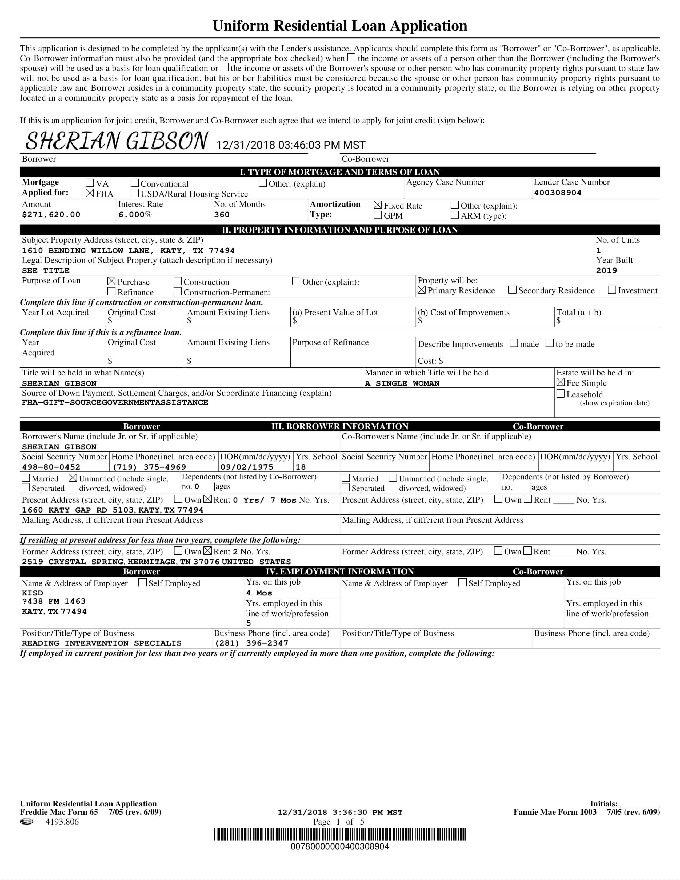 Uniform Residential Loan Application
This application is designed to be completed by the applicant(s) with the Lender's assistance. Applicants should complete this form as "Borrower" or "Co-Borrower", as applicable.
Co-Borrower information must also be provided (and the appropriate box checked) when ☐ the income or assets of a person other than the Borrower (including the Borrower's
spouse) will be used as a basis for loan qualification or ☐ the income or assets of the Borrower's spouse or other person who has community property rights pursuant to state law
will not be used as a basis for loan qualification, but his or her liabilities must be considered because the spouse or other person has community property rights pursuant to
applicable law and Borrower resides in a community property state, the security property is located in a community property state, or the Borrower is relying on other property
located in a community property state as a basis for repayment of the loan.
If this is an application for joint credit, Borrower and Co-Borrower each agree that we intend to apply for joint credit (sign below):
SHERIAN GIBSON 12/31/2018 03:46:03 PM MST
Borrower Co-Borrower
I. TYPE OF MORTGAGE AND TERMS OF LOAN
Mortgage ☐ VA ☐ Conventional ☐ Other: (explain) Agency Case Number Lender Case Number
Applied for: ☒ FHA ☐ USDA/Rural Housing Service 400308904
Amount Interest Rate No. of Months Amortization ☒ Fixed Rate ☐ Other (explain):
$271,620.00 6.000% 360 Type: ☐ GPM ☐ ARM (type):
II. PROPERTY INFORMATION AND PURPOSE OF LOAN
Subject Property Address (street, city, state & ZIP) No. of Units
1610 BENDING WILLOW LANE, KATY, TX 77494 1
Legal Description of Subject Property (attach description if necessary) Year Built
SEE TITLE 2019
Purpose of Loan ☒ Purchase ☐ Construction ☐ Other (explain): Property will be:
☐ Refinance ☐ Construction-Permanent ☒ Primary Residence ☐ Secondary Residence ☐ Investment
Complete this line if construction or construction-permanent loan.
Year Lot Acquired Original Cost Amount Existing Liens (a) Present Value of Lot (b) Cost of Improvements Total (a + b)
$ $ $ $ $
Complete this line if this is a refinance loan.
Year Original Cost Amount Existing Liens Purpose of Refinance Describe Improvements ☐ made ☐ to be made
Acquired
$ $ Cost: $
Title will be held in what Name(s) Manner in which Title will be held Estate will be held in:
SHERIAN GIBSON A SINGLE WOMAN ☒ Fee Simple
Source of Down Payment, Settlement Charges, and/or Subordinate Financing (explain) ☐ Leasehold
FHA-GIFT-SOURCEGOVERNMENTASSISTANCE (show expiration date)
Borrower III. BORROWER INFORMATION Co-Borrower
Borrower's Name (include Jr. or Sr. if applicable) Co-Borrower's Name (include Jr. or Sr. if applicable)
SHERIAN GIBSON
Social Security Number Home Phone(incl. area code) DOB(mm/dd/yyyy) Yrs. School Social Security Number Home Phone(incl. area code) DOB(mm/dd/yyyy) Yrs. School
498-80-0452 (719) 375-4969 09/02/1975 18
☐ Married ☒ Unmarried (include single, Dependents (not listed by Co-Borrower) ☐ Married ☐ Unmarried (include single, Dependents (not listed by Borrower)
☐ Separated divorced, widowed) no. 0 ages ☐ Separated divorced, widowed) no. ages
Present Address (street, city, state, ZIP) ☐ Own ☒ Rent 0 Yrs/ 7 Mos No. Yrs. Present Address (street, city, state, ZIP) ☐ Own ☐ Rent ____ No. Yrs.
1660 KATY GAP RD 5103, KATY, TX 77494
Mailing Address, if different from Present Address Mailing Address, if different from Present Address
If residing at present address for less than two years, complete the following:
Former Address (street, city, state, ZIP) ☐ Own ☒ Rent 2 No. Yrs. Former Address (street, city, state, ZIP) ☐ Own ☐ Rent No. Yrs.
2519 CRYSTAL SPRING, HERMITAGE, TN 37076 UNITED STATES
Borrower IV. EMPLOYMENT INFORMATION Co-Borrower
Name & Address of Employer ☐ Self Employed Yrs. on this job Name & Address of Employer ☐ Self Employed Yrs. on this job
KISD 4 Mos
?438 FM 1463 Yrs. employed in this Yrs. employed in this
KATY, TX 77494 line of work/profession line of work/profession
5
Position/Title/Type of Business Business Phone (incl. area code) Position/Title/Type of Business Business Phone (incl. area code)
READING INTERVENTION SPECIALIS (281) 396-2347
If employed in current position for less than two years or if currently employed in more than one position, complete the following:
Uniform Residential Loan Application Initials:
Freddie Mac Form 65 7/05 (rev. 6/09) 12/31/2018 3:36:30 PM MST Fannie Mae Form 1003 7/05 (rev. 6/09)
4193.806 Page 1 of 5
00780000000400308904